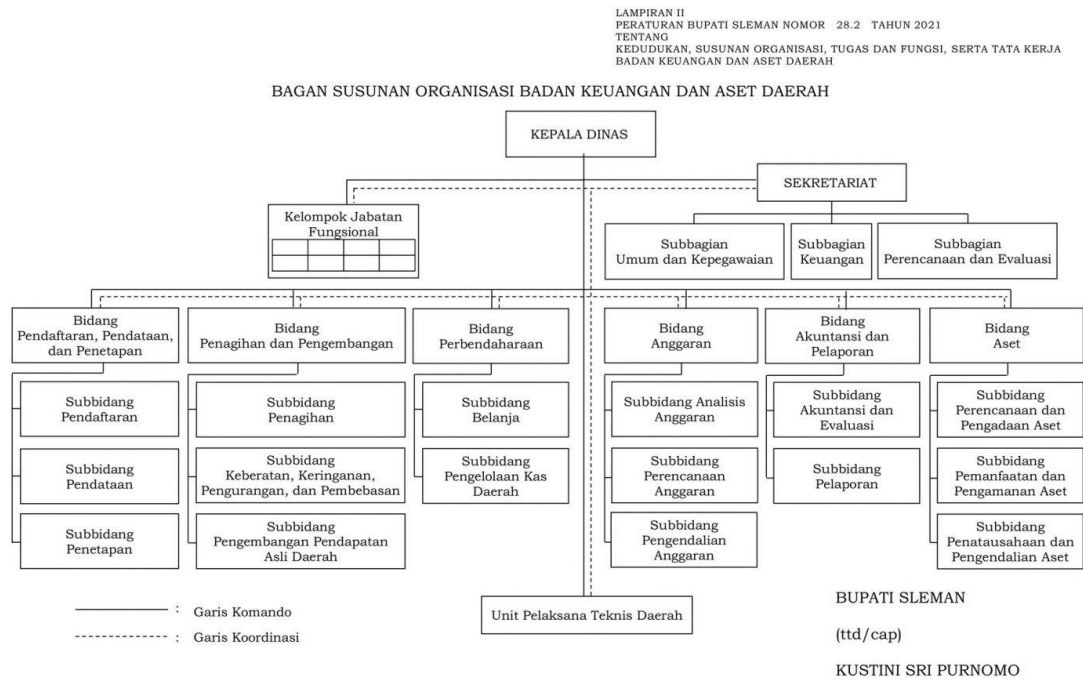 LAMPIRAN II
PERATURAN BUPATI SLEMAN NOMOR 28.2 TAHUN 2021
TENTANG
KEDUDUKAN, SUSUNAN ORGANISASI, TUGAS DAN FUNGSI, SERTA TATA KERJA
BADAN KEUANGAN DAN ASET DAERAH
BAGAN SUSUNAN ORGANISASI BADAN KEUANGAN DAN ASET DAERAH
KEPALA DINAS
SEKRETARIAT
Kelompok Jabatan
Fungsional
Subbagian
Umum dan Kepegawaian
Subbagian
Keuangan
Subbagian
Perencanaan dan Evaluasi
Bidang
Pendaftaran, Pendataan,
dan Penetapan
Bidang
Penagihan dan Pengembangan
Bidang
Perbendaharaan
Bidang
Anggaran
Bidang
Akuntansi dan
Pelaporan
Bidang
Aset
Subbidang
Pendaftaran
Subbidang
Penagihan
Subbidang
Belanja
Subbidang Analisis
Anggaran
Subbidang
Akuntansi dan
Evaluasi
Subbidang
Perencanaan dan
Pengadaan Aset
Subbidang
Pendataan
Subbidang
Keberatan, Keringanan,
Pengurangan, dan Pembebasan
Subbidang
Pengelolaan Kas
Daerah
Subbidang
Perencanaan
Anggaran
Subbidang
Pelaporan
Subbidang
Pemanfaatan dan
Pengamanan Aset
Subbidang
Penetapan
Subbidang
Pengembangan Pendapatan
Asli Daerah
Subbidang
Pengendalian
Anggaran
Subbidang
Penatausahaan dan
Pengendalian Aset
: Garis Komando
: Garis Koordinasi
Unit Pelaksana Teknis Daerah
BUPATI SLEMAN
(ttd/cap)
KUSTINI SRI PURNOMO